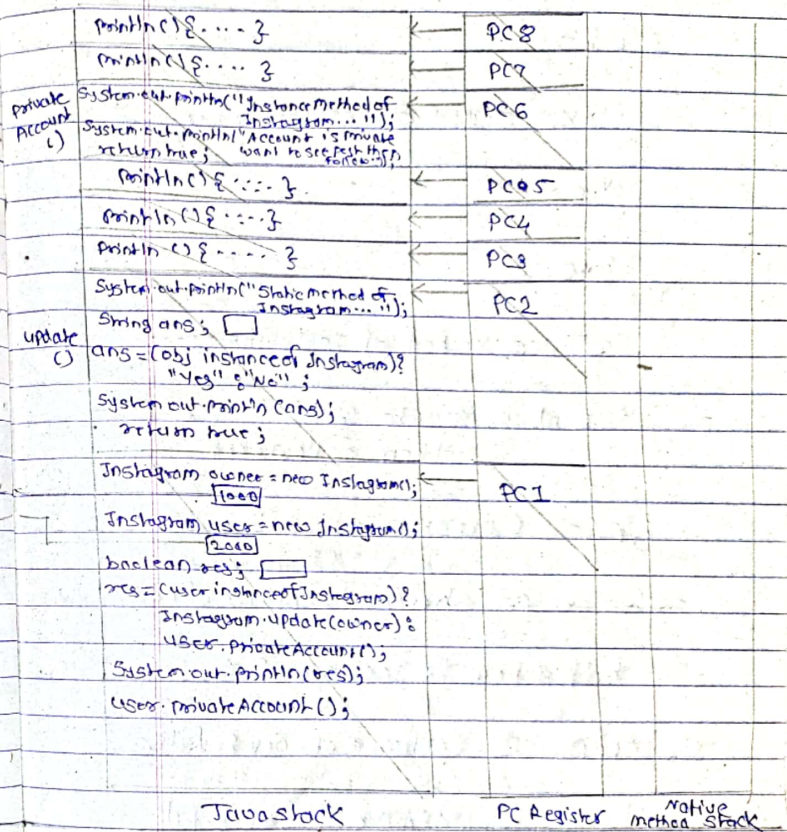 println() { .... }
PC8
println() { .... }
PC7
private
Account
()
System.out.println("Instance Method of
Instagram...!!");
PC6
System.out.println("Account is private
want to see post then
follow!!");
return true;
println() { .... }
PC5
println() { .... }
PC4
println () { .... }
PC3
System.out.println("Static method of
Instagram...!!");
PC2
String ans;
update
()
ans = (obj instanceof Instagram)?
"Yes" : "No" ;
System out.println (ans);
return true ;
Instagram owner = new Instagram();
1000
PC1
Instagram user = new Instagram();
2000
boolean res;
res = (user instanceof Instagram)?
Instagram.update(owner) :
user.privateAccount();
System.out.println(res);
user.privateAccount();
Java stack
PC Register
Native
method stack